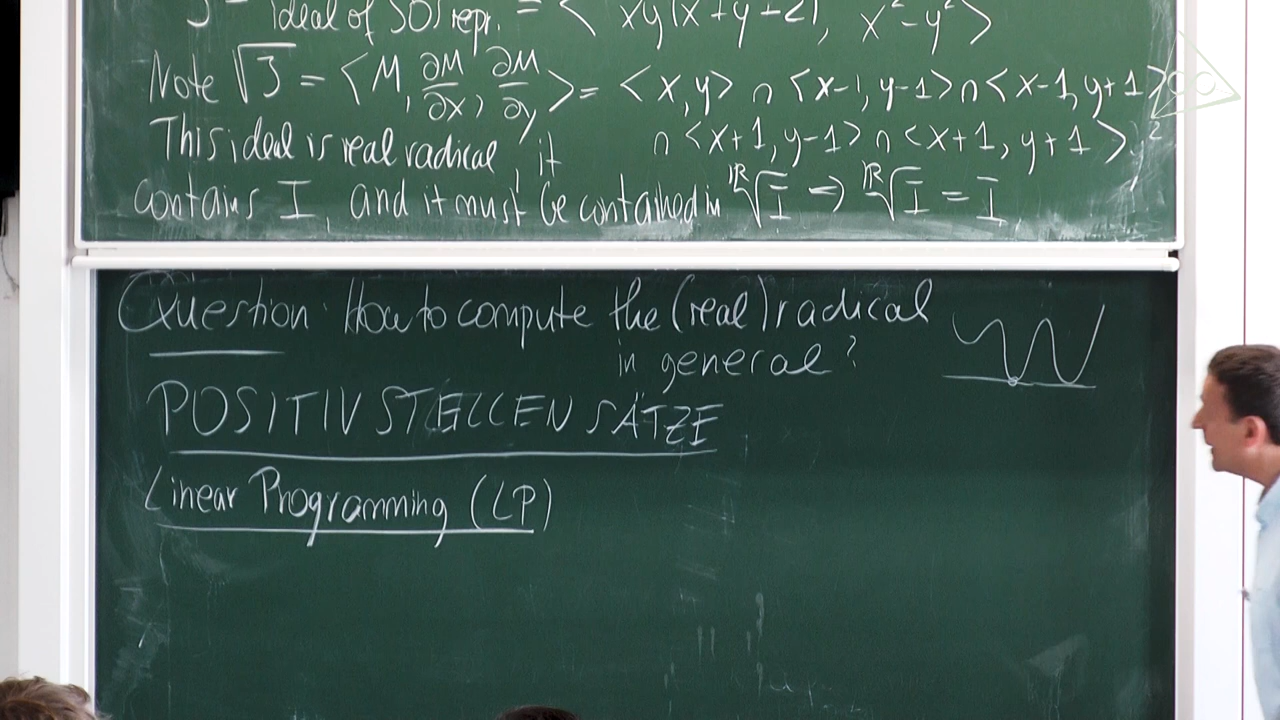 J = ideal of SOS repr. = < xy(x+y+2), x²-y²>
Note √J = <M, ∂M/∂x, ∂M/∂y> = <x,y> ∩ <x-1,y-1> ∩ <x-1,y+1>
This ideal is real radical, it ∩ <x+1,y-1> ∩ <x+1,y+1>.
contains I, and it must be contained in ᴿ√I ⇒ ᴿ√I = I
Question: How to compute the (real) radical
in general?
POSITIVSTELLENSÄTZE
Linear Programming (LP)